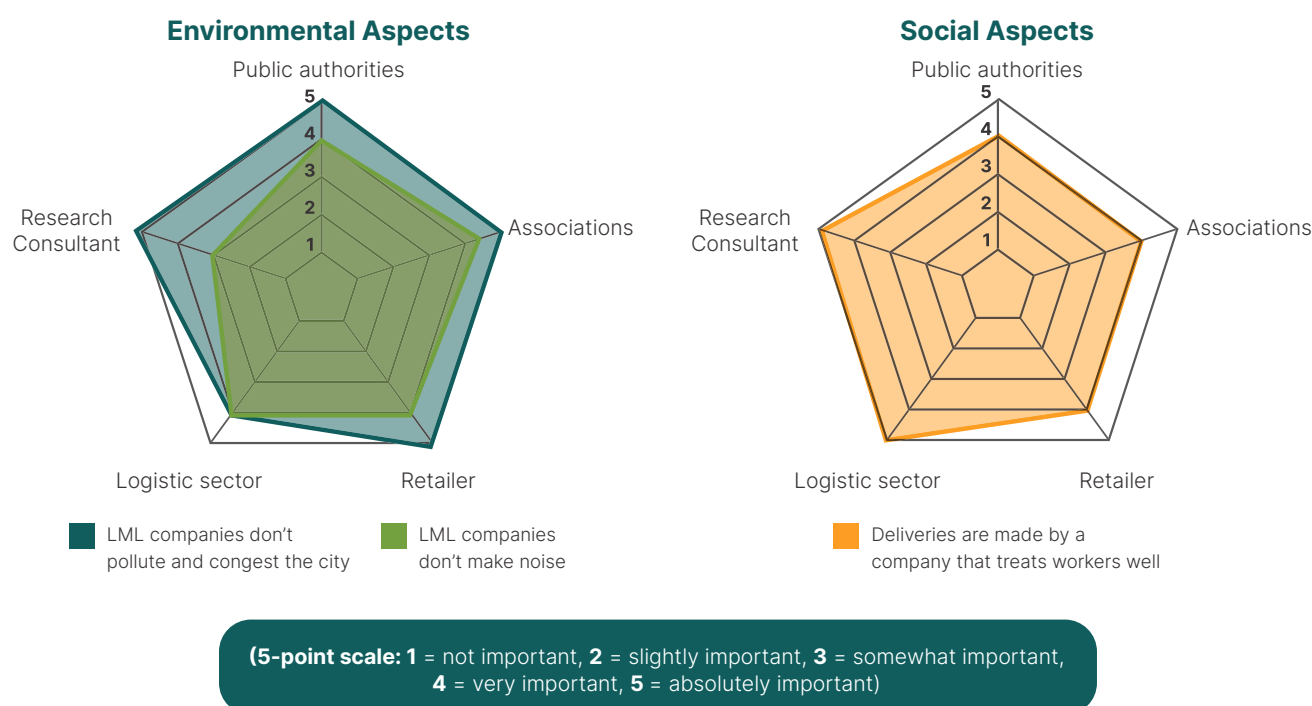 Environmental Aspects
Public authorities
5
4
3
2
1
Research
Consultant
Associations
Logistic sector
Retailer
LML companies don’t
pollute and congest the city
LML companies
don’t make noise
Social Aspects
Public authorities
5
4
3
2
1
Research
Consultant
Associations
Logistic sector
Retailer
Deliveries are made by a
company that treats workers well
(5-point scale: 1 = not important, 2 = slightly important, 3 = somewhat important,
4 = very important, 5 = absolutely important)